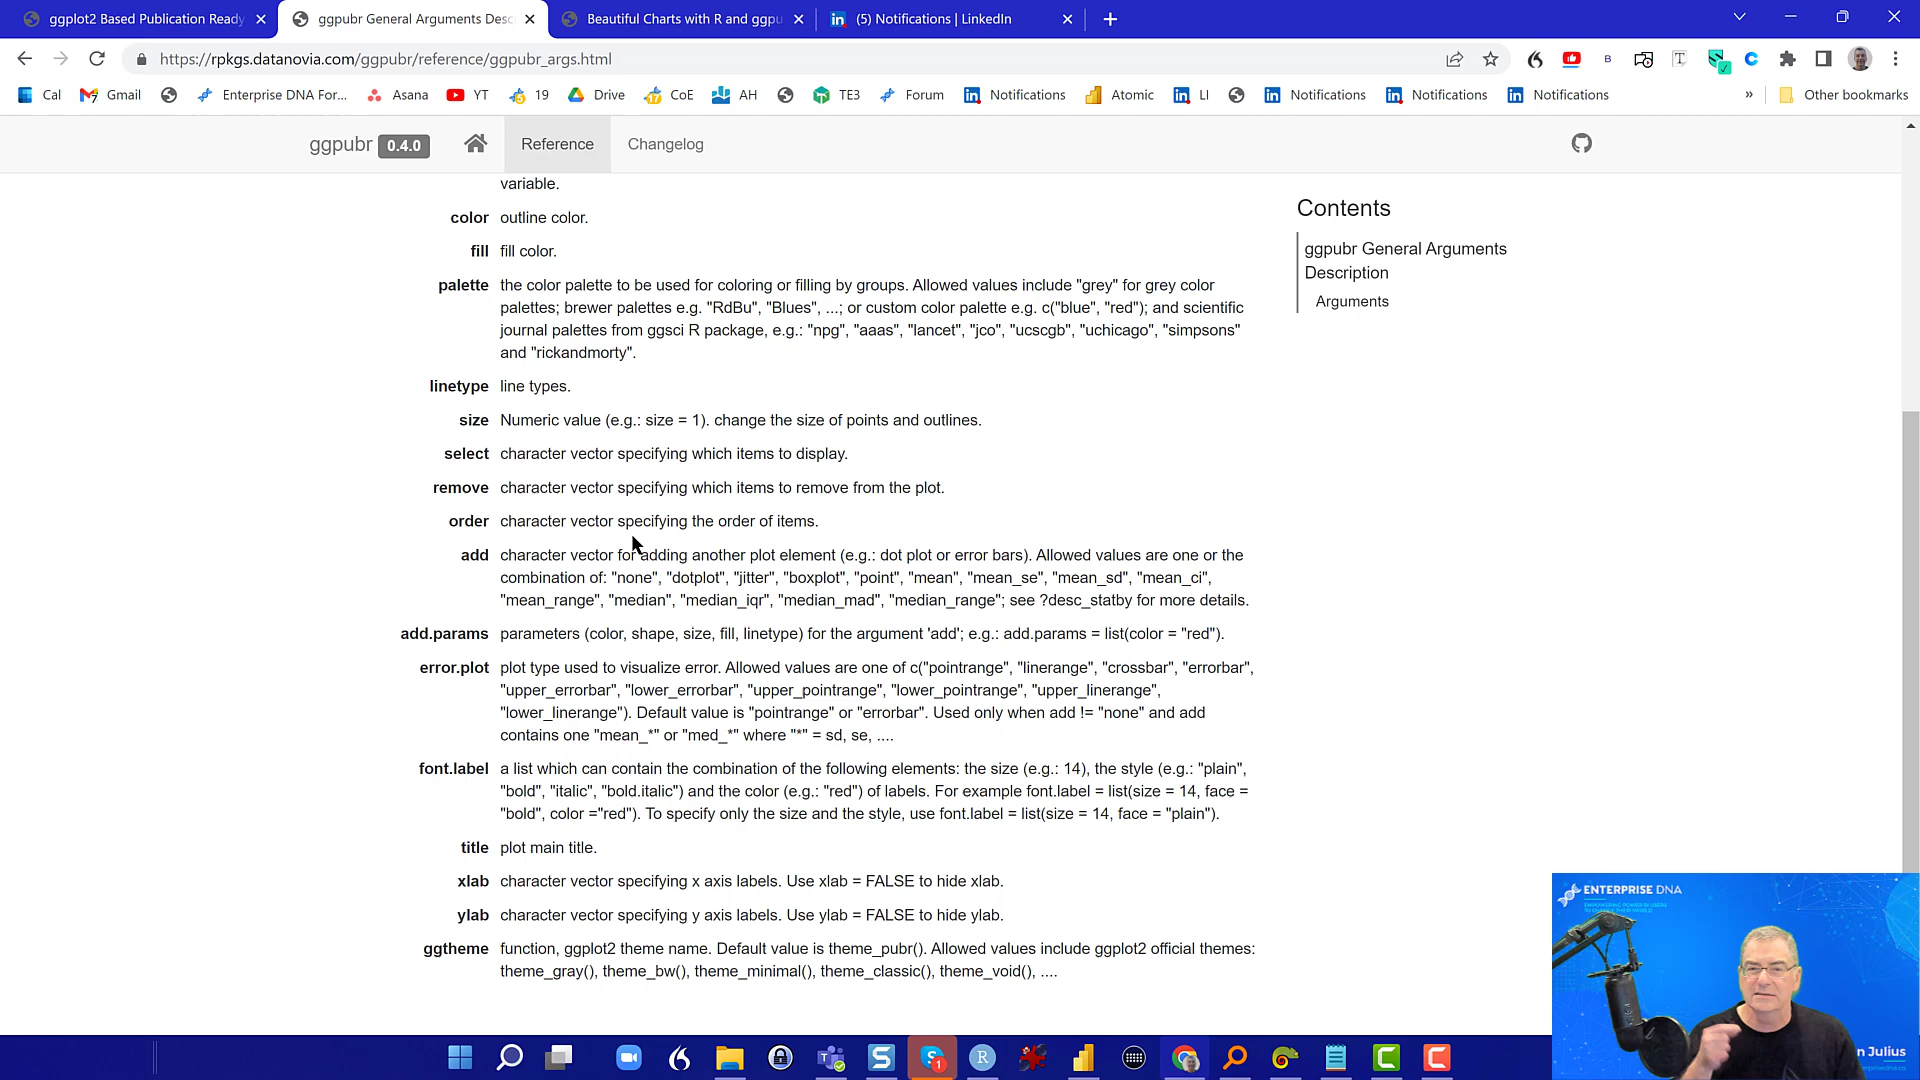 ggplot2 Based Publication Ready
ggpubr General Arguments Desc
Beautiful Charts with R and ggpu
(5) Notifications | LinkedIn
https://rpkgs.datanovia.com/ggpubr/reference/ggpubr_args.html
Cal
Gmail
Enterprise DNA For...
Asana
YT
19
Drive
CoE
AH
TE3
Forum
Notifications
Atomic
LI
Notifications
Notifications
Notifications
»
Other bookmarks
ggpubr 0.4.0
Reference
Changelog
variable.
color outline color.
fill fill color.
palette the color palette to be used for coloring or filling by groups. Allowed values include "grey" for grey color
palettes; brewer palettes e.g. "RdBu", "Blues", ...; or custom color palette e.g. c("blue", "red"); and scientific
journal palettes from ggsci R package, e.g.: "npg", "aaas", "lancet", "jco", "ucscgb", "uchicago", "simpsons"
and "rickandmorty".
linetype line types.
size Numeric value (e.g.: size = 1). change the size of points and outlines.
select character vector specifying which items to display.
remove character vector specifying which items to remove from the plot.
order character vector specifying the order of items.
add character vector for adding another plot element (e.g.: dot plot or error bars). Allowed values are one or the
combination of: "none", "dotplot", "jitter", "boxplot", "point", "mean", "mean_se", "mean_sd", "mean_ci",
"mean_range", "median", "median_iqr", "median_mad", "median_range"; see ?desc_statby for more details.
add.params parameters (color, shape, size, fill, linetype) for the argument 'add'; e.g.: add.params = list(color = "red").
error.plot plot type used to visualize error. Allowed values are one of c("pointrange", "linerange", "crossbar", "errorbar",
"upper_errorbar", "lower_errorbar", "upper_pointrange", "lower_pointrange", "upper_linerange",
"lower_linerange"). Default value is "pointrange" or "errorbar". Used only when add != "none" and add
contains one "mean_*" or "med_*" where "*" = sd, se, ....
font.label a list which can contain the combination of the following elements: the size (e.g.: 14), the style (e.g.: "plain",
"bold", "italic", "bold.italic") and the color (e.g.: "red") of labels. For example font.label = list(size = 14, face =
"bold", color ="red"). To specify only the size and the style, use font.label = list(size = 14, face = "plain").
title plot main title.
xlab character vector specifying x axis labels. Use xlab = FALSE to hide xlab.
ylab character vector specifying y axis labels. Use ylab = FALSE to hide ylab.
ggtheme function, ggplot2 theme name. Default value is theme_pubr(). Allowed values include ggplot2 official themes:
theme_gray(), theme_bw(), theme_minimal(), theme_classic(), theme_void(), ....
Contents
ggpubr General Arguments
Description
Arguments
ENTERPRISE DNA
n Julius